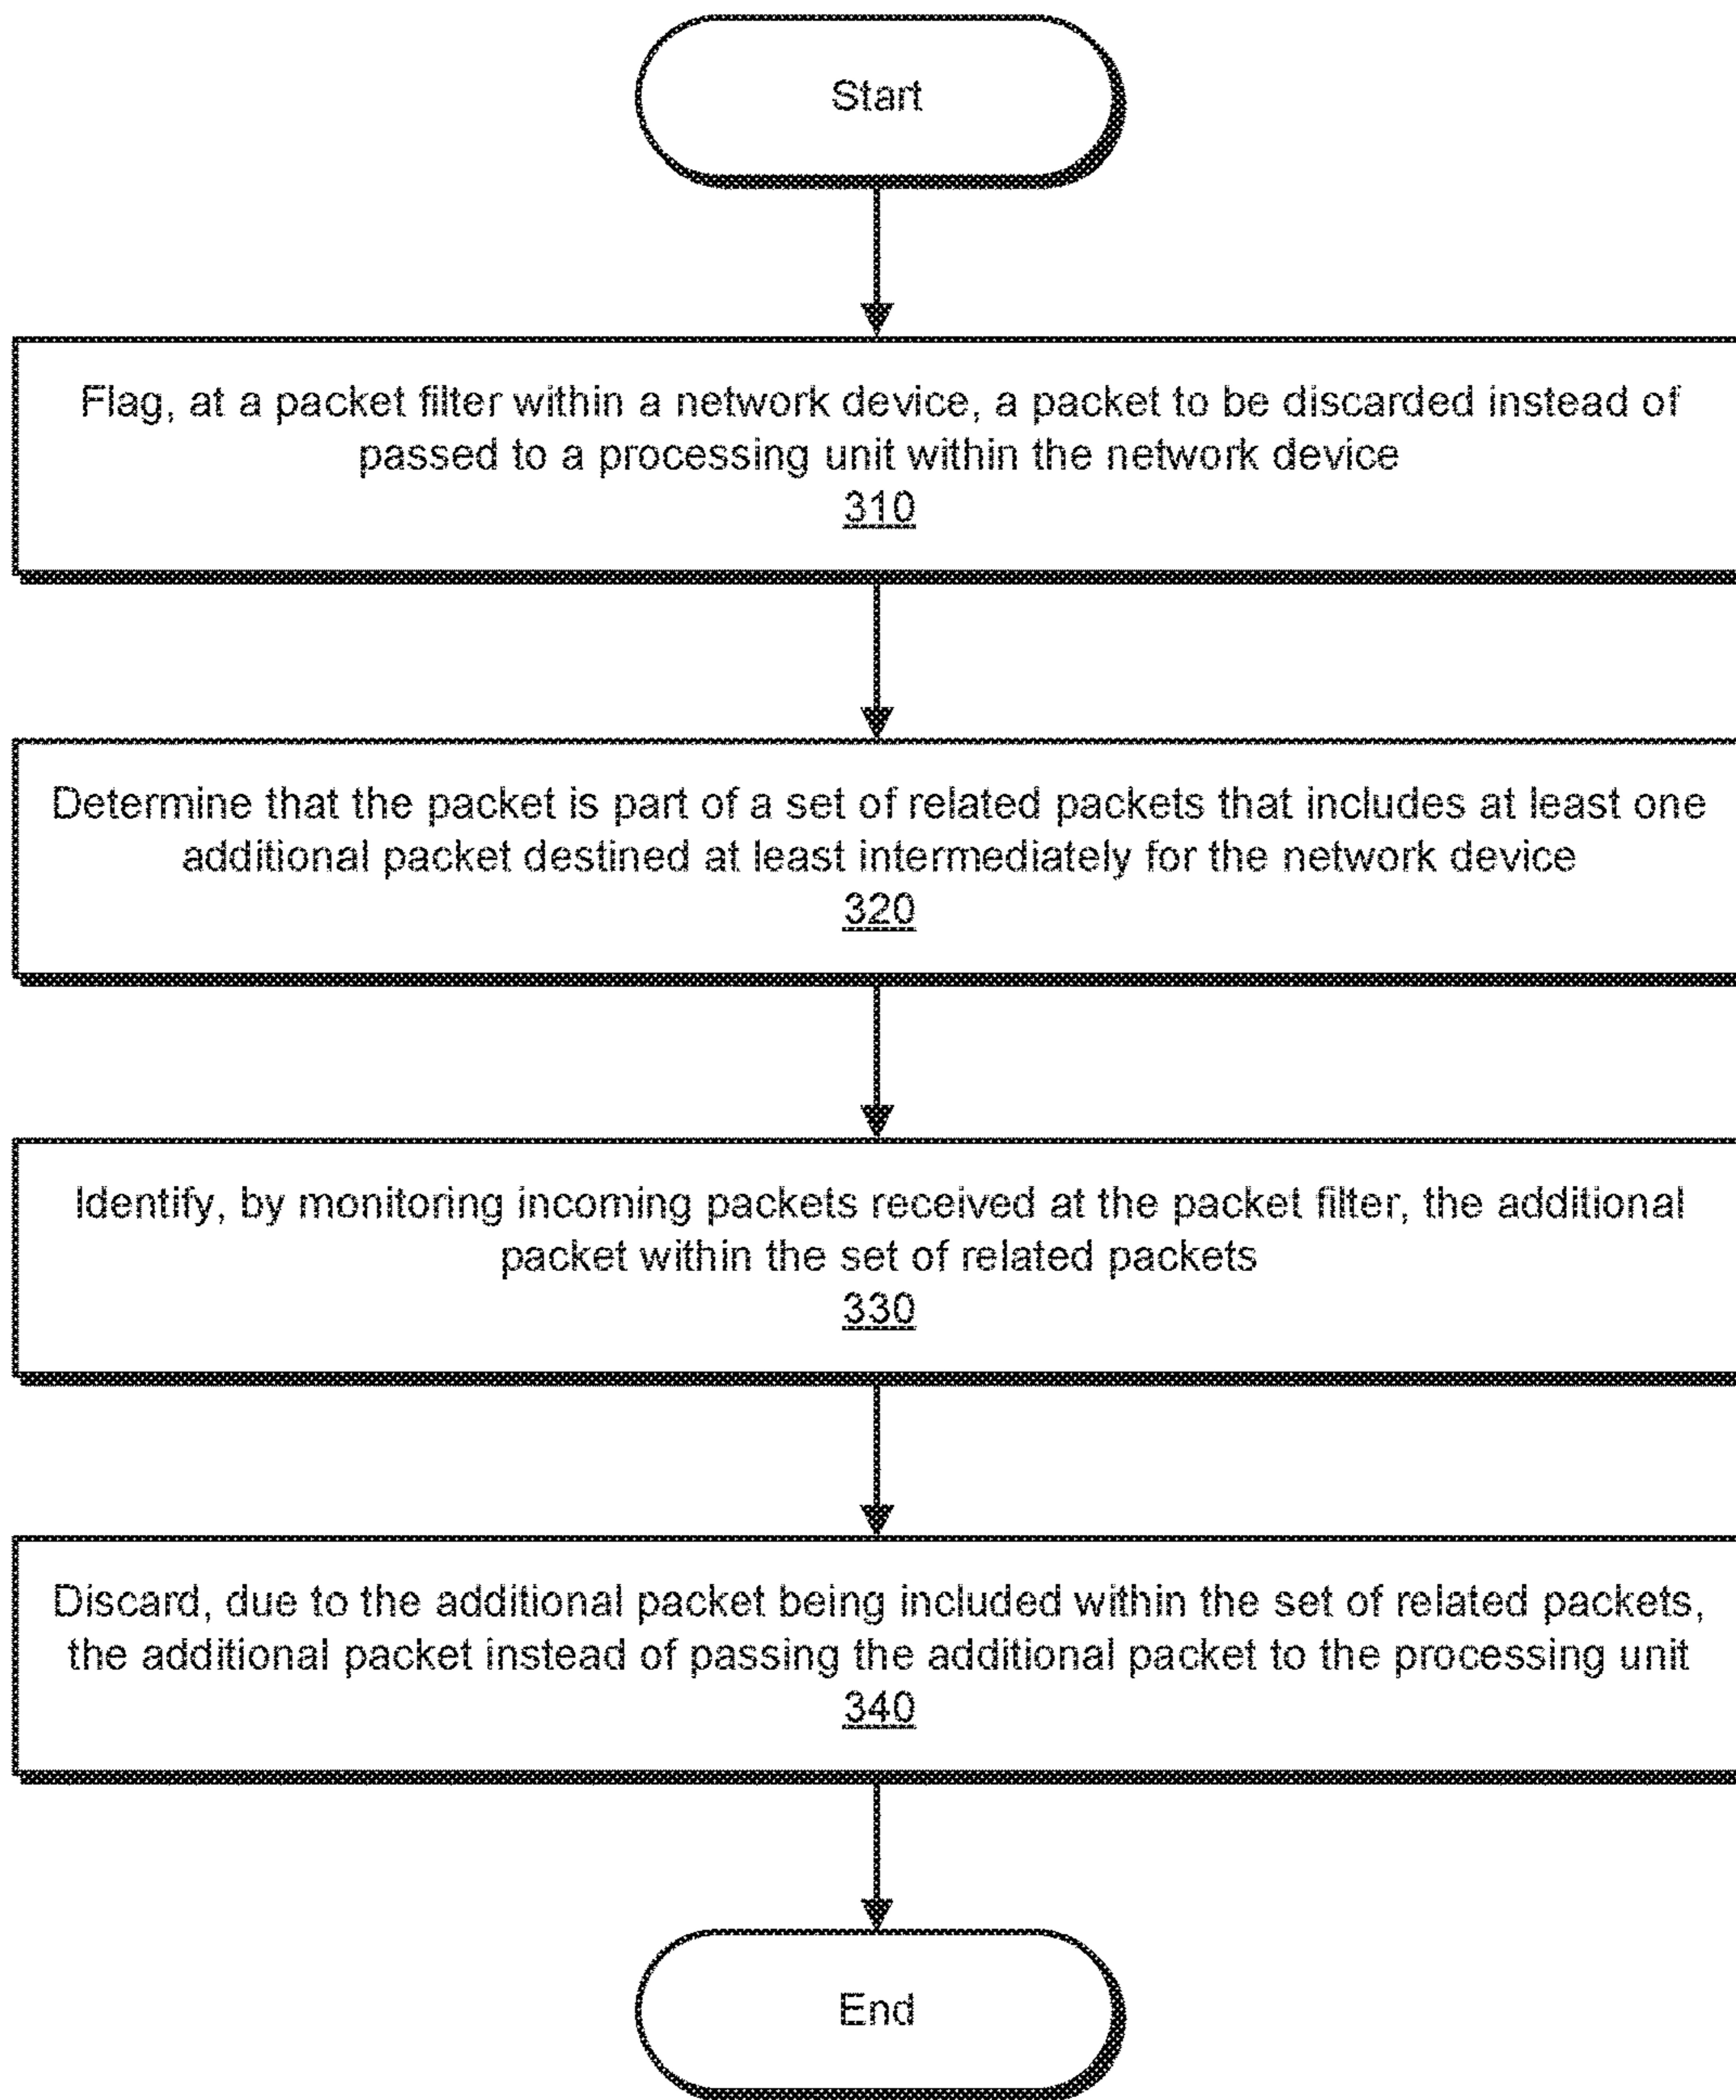 Start
Flag, at a packet filter within a network device, a packet to be discarded instead of
passed to a processing unit within the network device
310
Determine that the packet is part of a set of related packets that includes at least one
additional packet destined at least intermediately for the network device
320
Identify, by monitoring incoming packets received at the packet filter, the additional
packet within the set of related packets
330
Discard, due to the additional packet being included within the set of related packets,
the additional packet instead of passing the additional packet to the processing unit
340
End